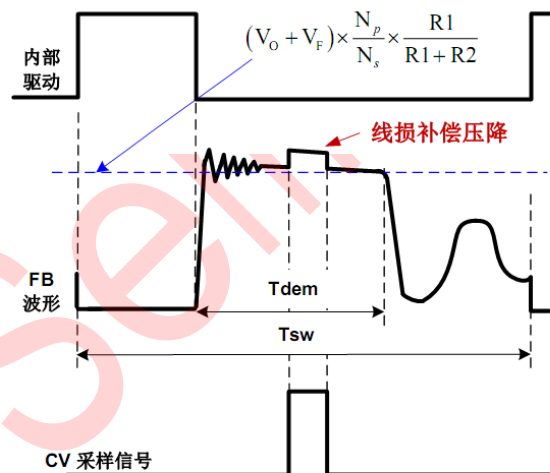 (V_O + V_F) × N_p / N_s × R1 / (R1 + R2)
内部
驱动
线损补偿压降
FB
波形
Tdem
Tsw
CV 采样信号
Semi